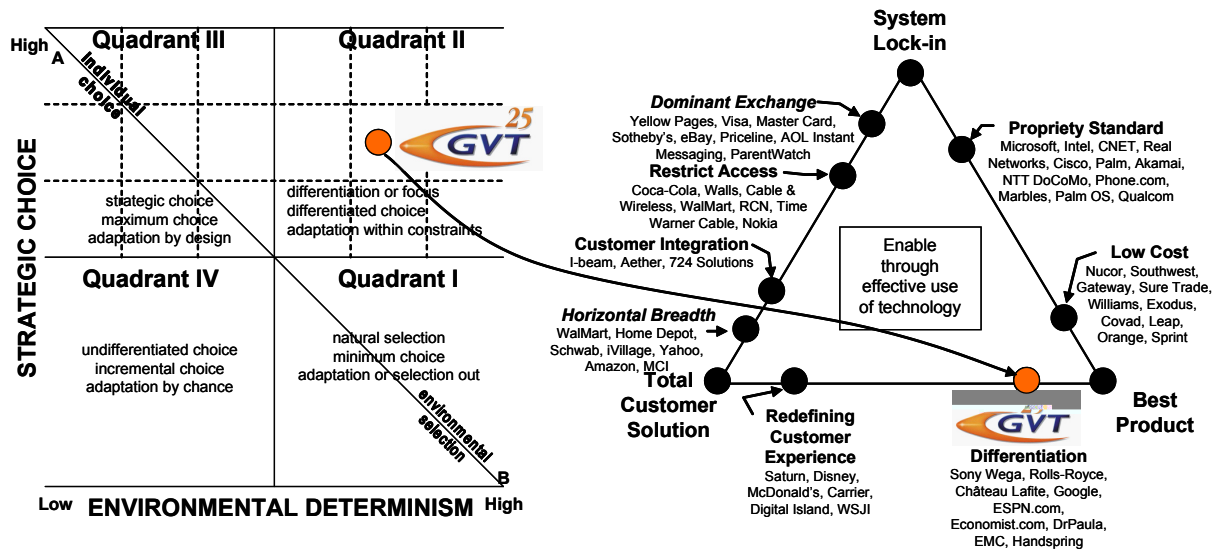 Quadrant III
Quadrant II
High
A
individual
choice
25
GVT
STRATEGIC CHOICE
strategic choice
maximum choice
adaptation by design
differentiation or focus
differentiated choice
adaptation within constraints
Quadrant IV
Quadrant I
undifferentiated choice
incremental choice
adaptation by chance
natural selection
minimum choice
adaptation or selection out
environmental
selection
B
Low
ENVIRONMENTAL DETERMINISM
High
System
Lock-in
Dominant Exchange
Yellow Pages, Visa, Master Card,
Sotheby's, eBay, Priceline, AOL Instant
Messaging, ParentWatch
Restrict Access
Coca-Cola, Walls, Cable &
Wireless, WalMart, RCN, Time
Warner Cable, Nokia
Customer Integration
I-beam, Aether, 724 Solutions
Horizontal Breadth
WalMart, Home Depot,
Schwab, iVillage, Yahoo,
Amazon, MCI
Total
Customer
Solution
Propriety Standard
Microsoft, Intel, CNET, Real
Networks, Cisco, Palm, Akamai,
NTT DoCoMo, Phone.com,
Marbles, Palm OS, Qualcom
Enable
through
effective use
of technology
Low Cost
Nucor, Southwest,
Gateway, Sure Trade,
Williams, Exodus,
Covad, Leap,
Orange, Sprint
Best
Product
Redefining
Customer
Experience
Saturn, Disney,
McDonald's, Carrier,
Digital Island, WSJI
25
GVT
Differentiation
Sony Wega, Rolls-Royce,
Château Lafite, Google,
ESPN.com,
Economist.com, DrPaula,
EMC, Handspring